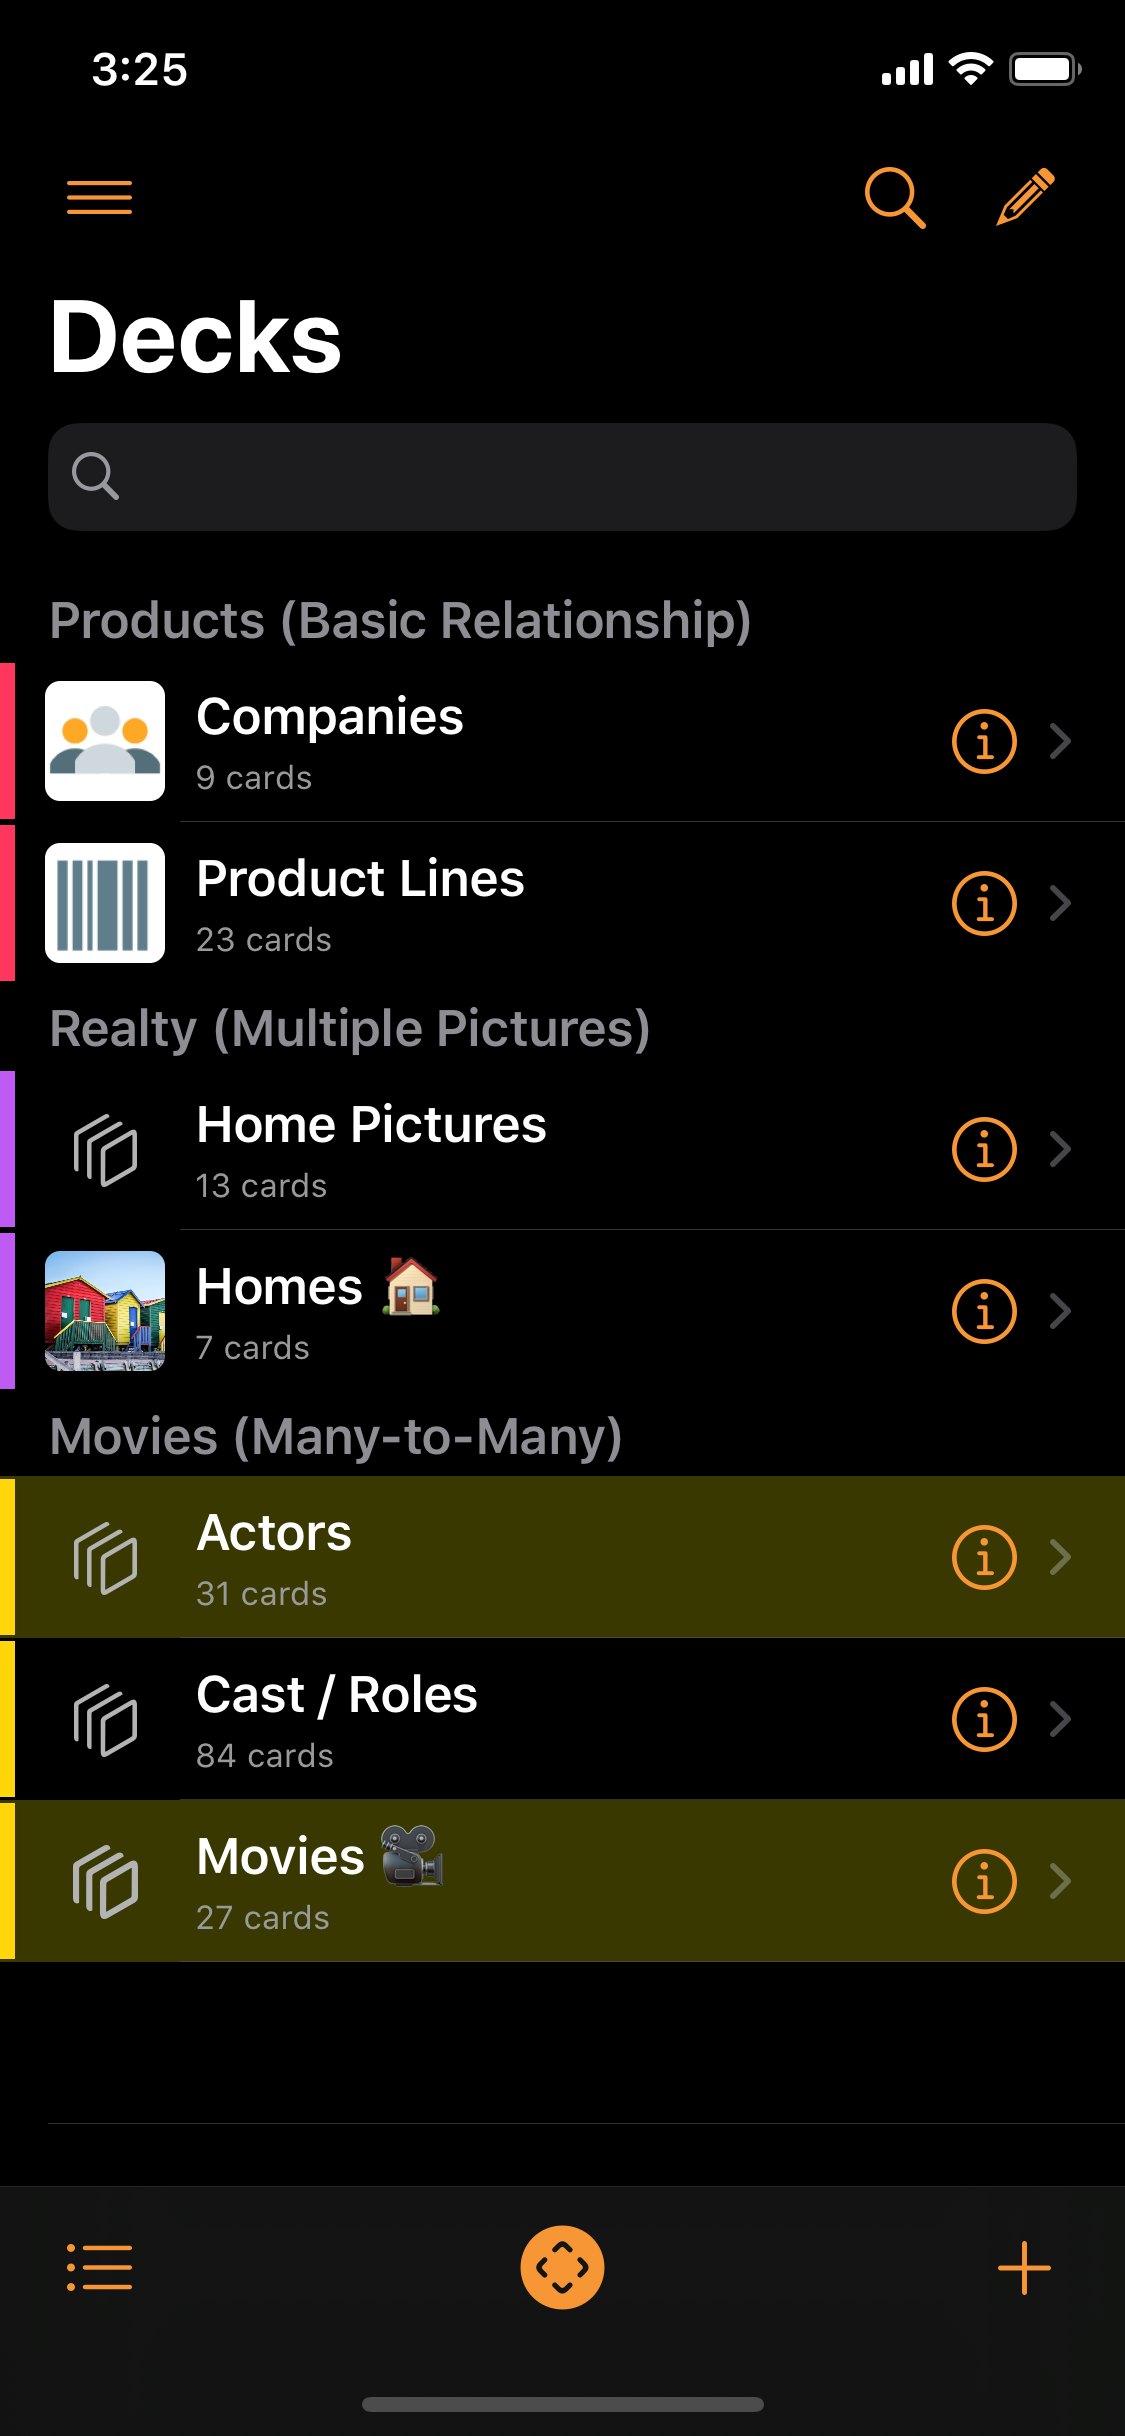 3:25
Decks
Products (Basic Relationship)
Companies
9 cards
Product Lines
23 cards
Realty (Multiple Pictures)
Home Pictures
13 cards
Homes 🏠
7 cards
Movies (Many-to-Many)
Actors
31 cards
Cast / Roles
84 cards
Movies 🎥
27 cards